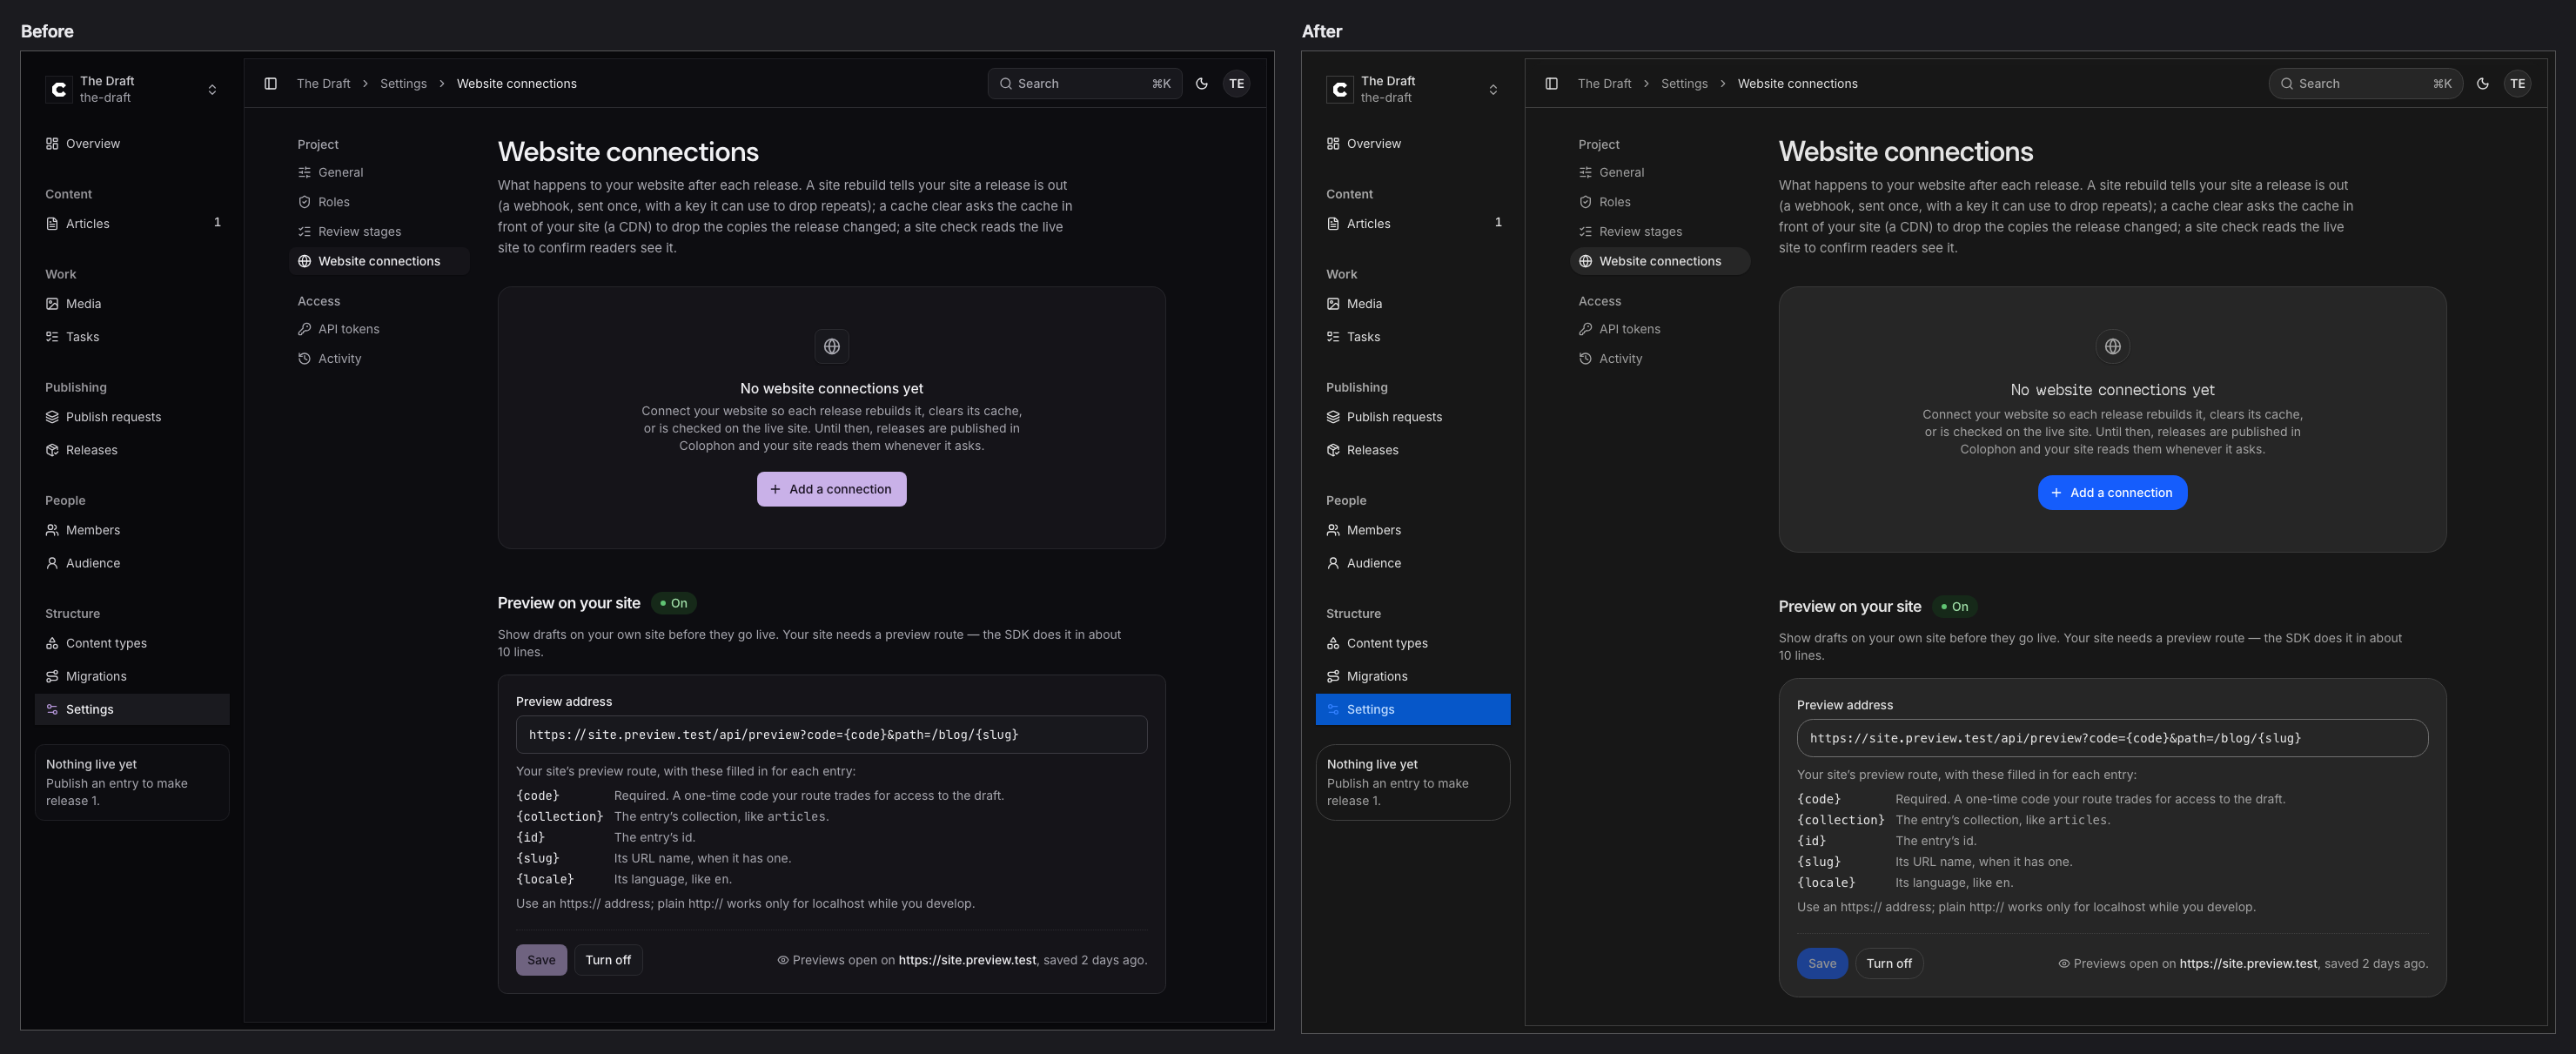 Before
The Draft
the-draft
Overview
Content
Articles 1
Work
Media
Tasks
Publishing
Publish requests
Releases
People
Members
Audience
Structure
Content types
Migrations
Settings
Nothing live yet
Publish an entry to make
release 1.
The Draft > Settings > Website connections
Search ⌘K
TE
Project
General
Roles
Review stages
Website connections
Access
API tokens
Activity
Website connections
What happens to your website after each release. A site rebuild tells your site a release is out
(a webhook, sent once, with a key it can use to drop repeats); a cache clear asks the cache in
front of your site (a CDN) to drop the copies the release changed; a site check reads the live
site to confirm readers see it.
No website connections yet
Connect your website so each release rebuilds it, clears its cache,
or is checked on the live site. Until then, releases are published in
Colophon and your site reads them whenever it asks.
+ Add a connection
Preview on your site On
Show drafts on your own site before they go live. Your site needs a preview route — the SDK does it in about
10 lines.
Preview address
https://site.preview.test/api/preview?code={code}&path=/blog/{slug}
Your site’s preview route, with these filled in for each entry:
{code} Required. A one-time code your route trades for access to the draft.
{collection} The entry’s collection, like articles.
{id} The entry’s id.
{slug} Its URL name, when it has one.
{locale} Its language, like en.
Use an https:// address; plain http:// works only for localhost while you develop.
Save Turn off Previews open on https://site.preview.test, saved 2 days ago.
After
The Draft
the-draft
Overview
Content
Articles 1
Work
Media
Tasks
Publishing
Publish requests
Releases
People
Members
Audience
Structure
Content types
Migrations
Settings
Nothing live yet
Publish an entry to make
release 1.
The Draft > Settings > Website connections
Search ⌘K
TE
Project
General
Roles
Review stages
Website connections
Access
API tokens
Activity
Website connections
What happens to your website after each release. A site rebuild tells your site a release is out
(a webhook, sent once, with a key it can use to drop repeats); a cache clear asks the cache in
front of your site (a CDN) to drop the copies the release changed; a site check reads the live
site to confirm readers see it.
No website connections yet
Connect your website so each release rebuilds it, clears its cache,
or is checked on the live site. Until then, releases are published in
Colophon and your site reads them whenever it asks.
+ Add a connection
Preview on your site On
Show drafts on your own site before they go live. Your site needs a preview route — the SDK does it in about
10 lines.
Preview address
https://site.preview.test/api/preview?code={code}&path=/blog/{slug}
Your site’s preview route, with these filled in for each entry:
{code} Required. A one-time code your route trades for access to the draft.
{collection} The entry’s collection, like articles.
{id} The entry’s id.
{slug} Its URL name, when it has one.
{locale} Its language, like en.
Use an https:// address; plain http:// works only for localhost while you develop.
Save Turn off Previews open on https://site.preview.test, saved 2 days ago.